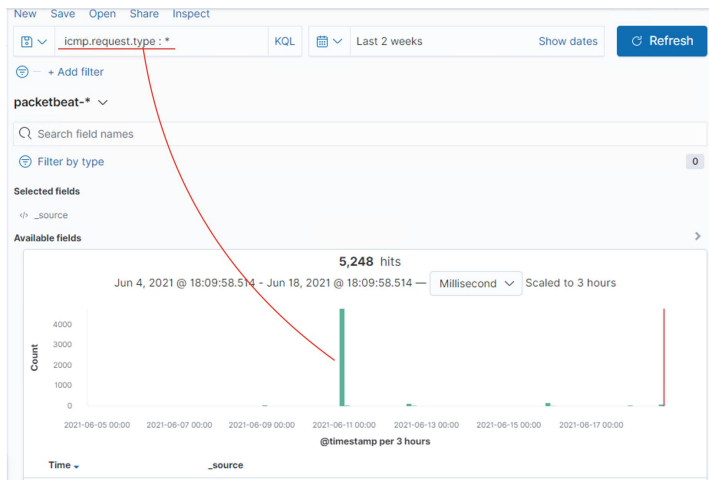 New Save Open Share Inspect
icmp.request.type : * KQL Last 2 weeks Show dates Refresh
+ Add filter
packetbeat-*
Search field names
Filter by type 0
Selected fields
</> _source
Available fields
5,248 hits
Jun 4, 2021 @ 18:09:58.514 - Jun 18, 2021 @ 18:09:58.514 — Millisecond Scaled to 3 hours
4000
3000
2000
1000
0
Count
2021-06-05 00:00 2021-06-07 00:00 2021-06-09 00:00 2021-06-11 00:00 2021-06-13 00:00 2021-06-15 00:00 2021-06-17 00:00
@timestamp per 3 hours
Time _source